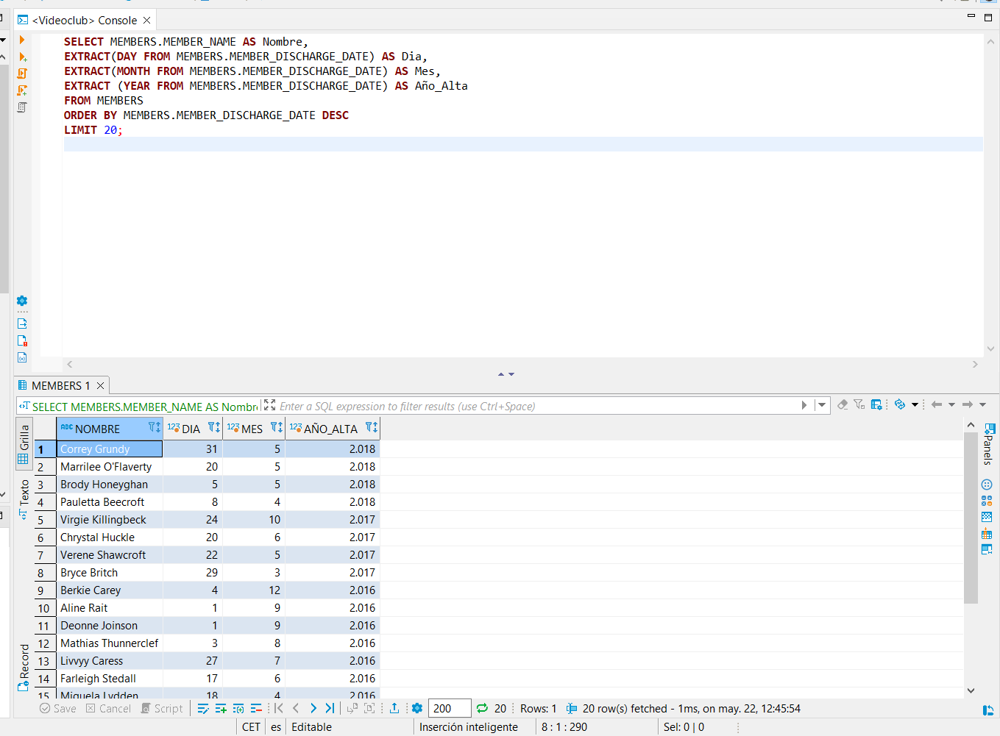 <Videoclub> Console
SELECT MEMBERS.MEMBER_NAME AS Nombre,
EXTRACT(DAY FROM MEMBERS.MEMBER_DISCHARGE_DATE) AS Dia,
EXTRACT(MONTH FROM MEMBERS.MEMBER_DISCHARGE_DATE) AS Mes,
EXTRACT (YEAR FROM MEMBERS.MEMBER_DISCHARGE_DATE) AS Año_Alta
FROM MEMBERS
ORDER BY MEMBERS.MEMBER_DISCHARGE_DATE DESC
LIMIT 20;
MEMBERS 1
SELECT MEMBERS.MEMBER_NAME AS Nombr Enter a SQL expression to filter results (use Ctrl+Space)
Grilla
Texto
Record
Panels
ABC NOMBRE 123 DIA 123 MES 123 AÑO_ALTA
1 Correy Grundy 31 5 2.018
2 Marrilee O'Flaverty 20 5 2.018
3 Brody Honeyghan 5 5 2.018
4 Pauletta Beecroft 8 4 2.018
5 Virgie Killingbeck 24 10 2.017
6 Chrystal Huckle 20 6 2.017
7 Verene Shawcroft 22 5 2.017
8 Bryce Britch 29 3 2.017
9 Berkie Carey 4 12 2.016
10 Aline Rait 1 9 2.016
11 Deonne Joinson 1 9 2.016
12 Mathias Thunnerclef 3 8 2.016
13 Livvyy Caress 27 7 2.016
14 Farleigh Stedall 17 6 2.016
15 Miguela Lydden 18 4 2.016
Save Cancel Script 200 20 Rows: 1 20 row(s) fetched - 1ms, on may. 22, 12:45:54
CET es Editable Inserción inteligente 8 : 1 : 290 Sel: 0 | 0